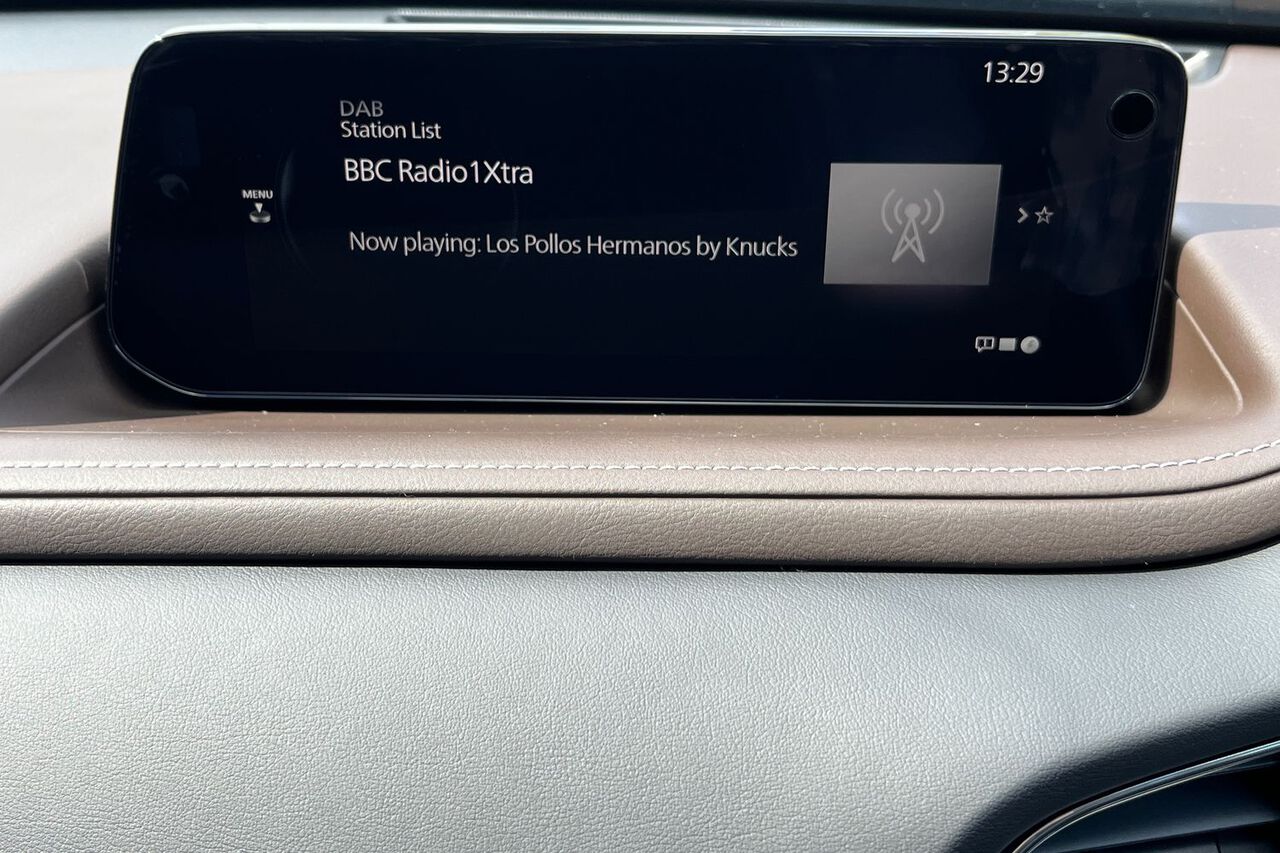 13:29
DAB
Station List
BBC Radio1Xtra
MENU
Now playing: Los Pollos Hermanos by Knucks